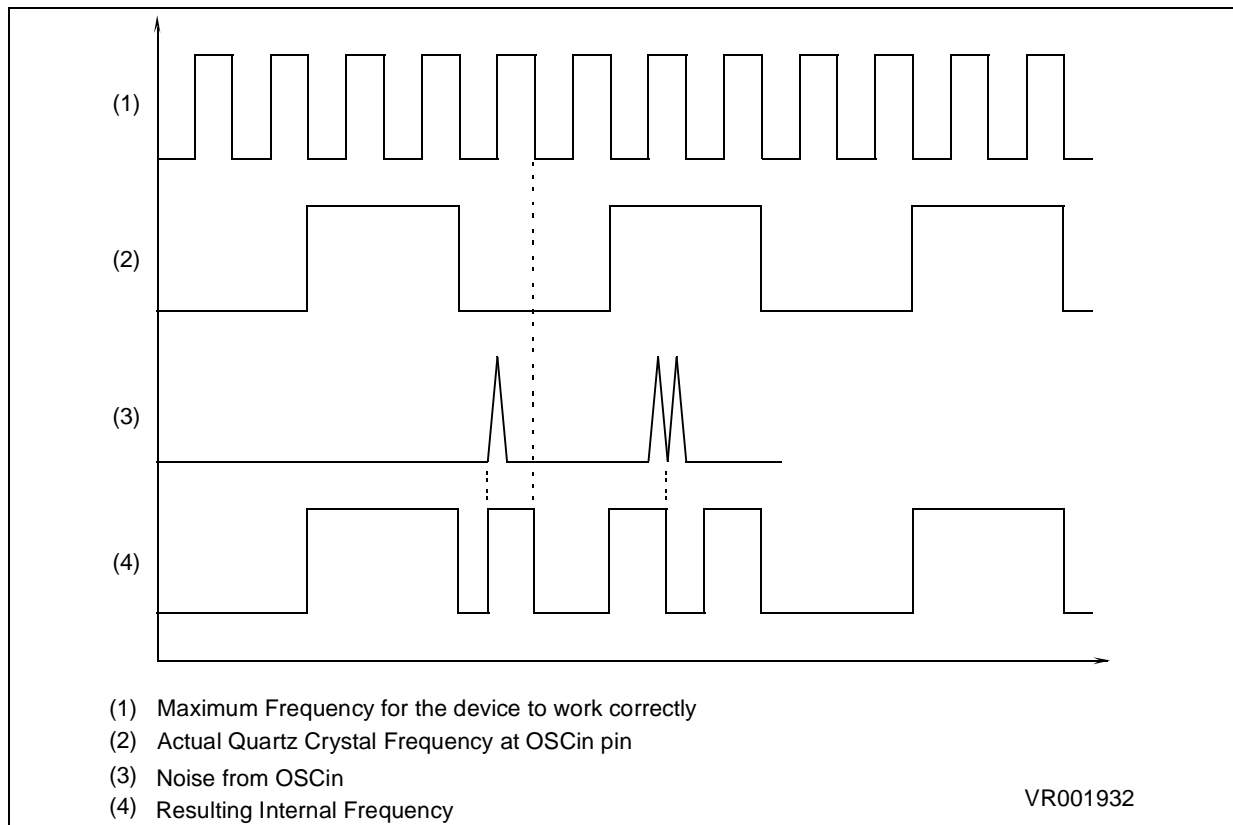 (1)
(2)
(3)
(4)
(1) Maximum Frequency for the device to work correctly
(2) Actual Quartz Crystal Frequency at OSCin pin
(3) Noise from OSCin
(4) Resulting Internal Frequency
VR001932